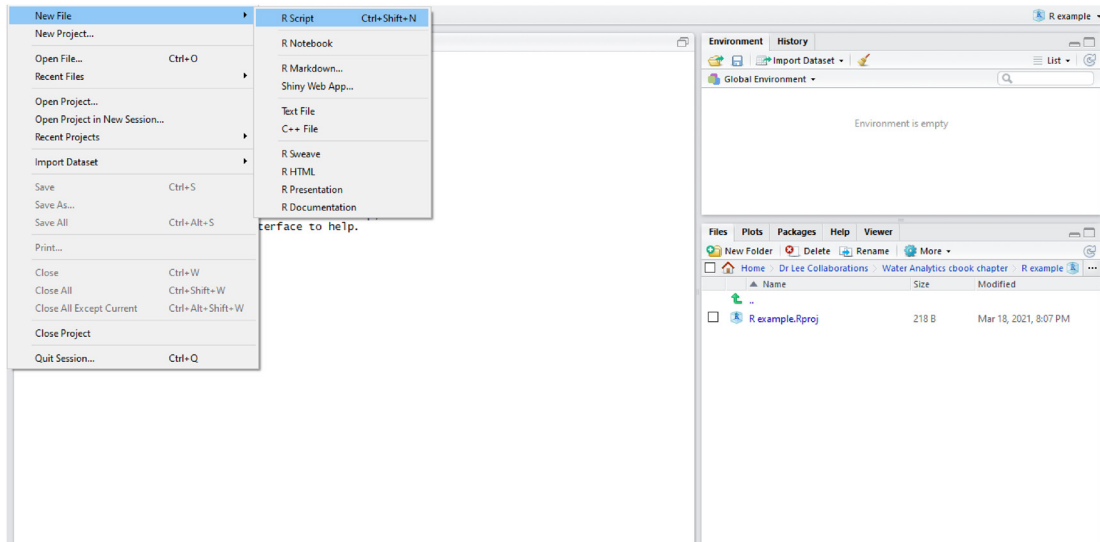 New File
New Project...
Open File... Ctrl+O
Recent Files
Open Project...
Open Project in New Session...
Recent Projects
Import Dataset
Save Ctrl+S
Save As...
Save All Ctrl+Alt+S
Print...
Close Ctrl+W
Close All Ctrl+Shift+W
Close All Except Current Ctrl+Alt+Shift+W
Close Project
Quit Session... Ctrl+Q
R Script Ctrl+Shift+N
R Notebook
R Markdown...
Shiny Web App...
Text File
C++ File
R Sweave
R HTML
R Presentation
R Documentation
terface to help.
R example
Environment History
Import Dataset List
Global Environment
Environment is empty
Files Plots Packages Help Viewer
New Folder Delete Rename More
Home Dr Lee Collaborations Water Analytics cbook chapter R example ...
Name Size Modified
..
R example.Rproj 218 B Mar 18, 2021, 8:07 PM